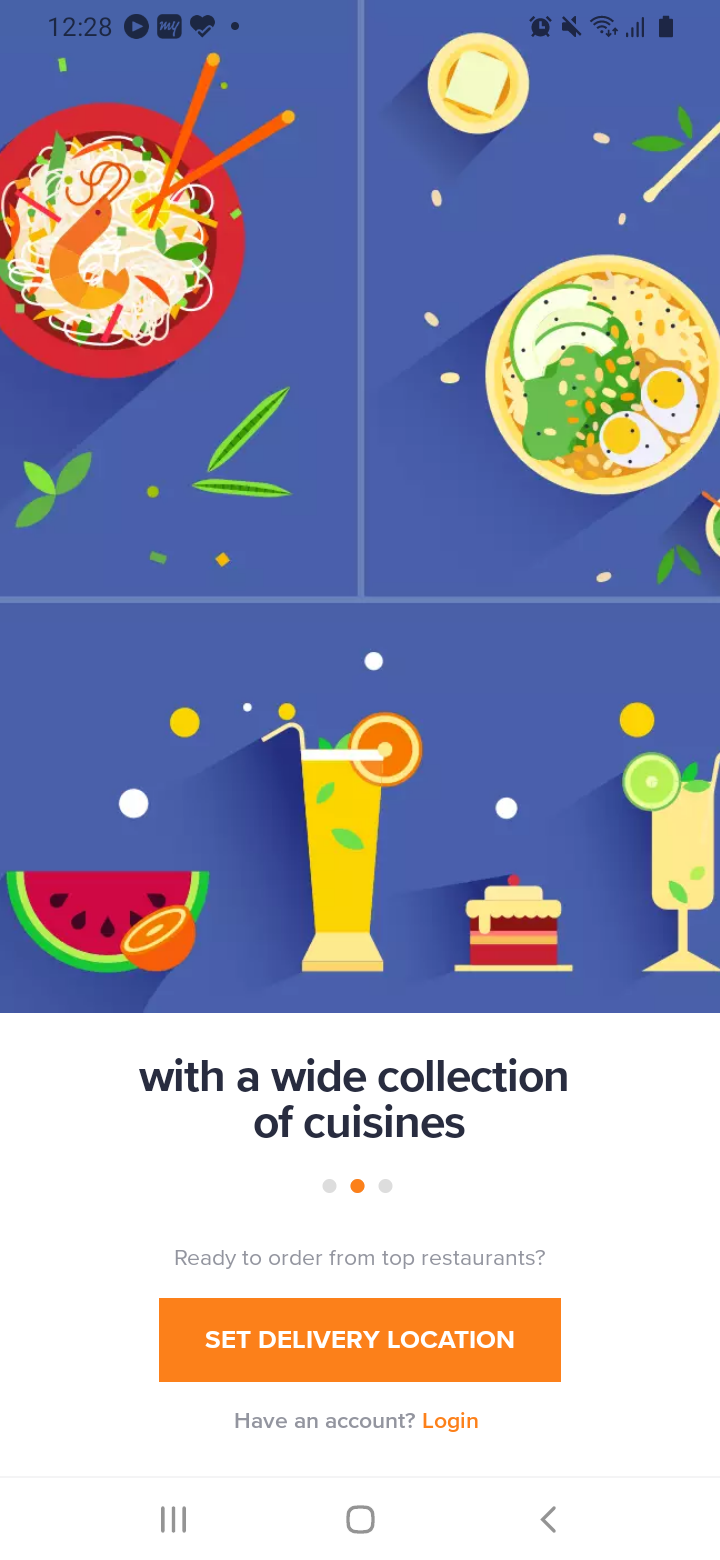 12:28
my
with a wide collection
of cuisines
Ready to order from top restaurants?
SET DELIVERY LOCATION
Have an account? Login